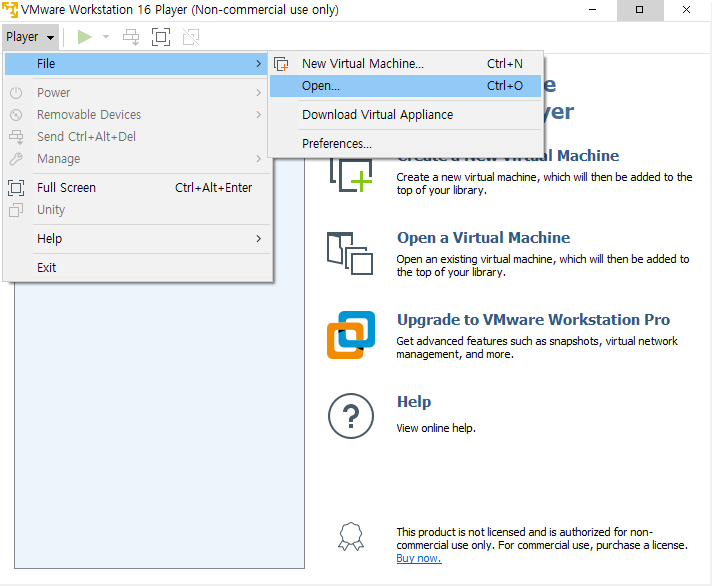 VMware Workstation 16 Player (Non-commercial use only)
Player
File
New Virtual Machine... Ctrl+N
Open... Ctrl+O
Download Virtual Appliance
Preferences...
Power
Removable Devices
Send Ctrl+Alt+Del
Manage
Full Screen Ctrl+Alt+Enter
Unity
Help
Exit
e
yer
Create a New Virtual Machine
Create a new virtual machine, which will then be added to the
top of your library.
Open a Virtual Machine
Open an existing virtual machine, which will then be added to
the top of your library.
Upgrade to VMware Workstation Pro
Get advanced features such as snapshots, virtual network
management, and more.
Help
View online help.
This product is not licensed and is authorized for non-
commercial use only. For commercial use, purchase a license.
Buy now.